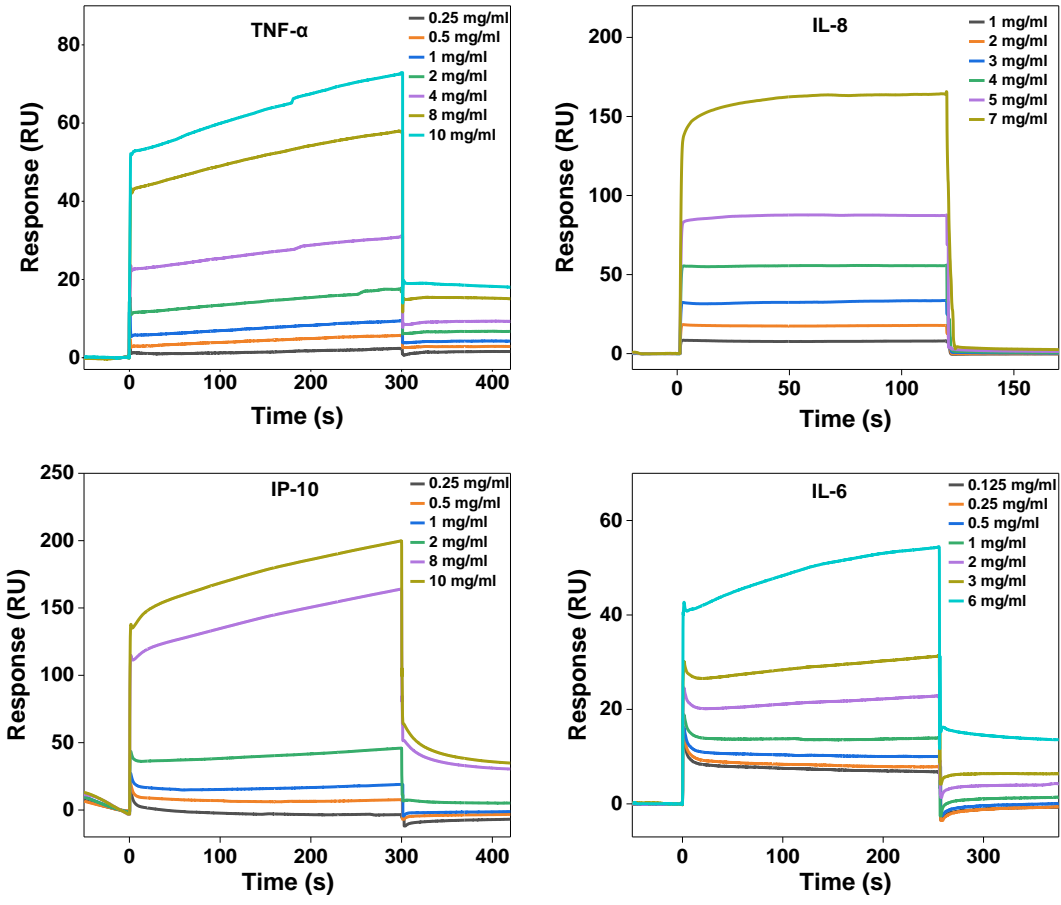 TNF-α
0.25 mg/ml
0.5 mg/ml
1 mg/ml
2 mg/ml
4 mg/ml
8 mg/ml
10 mg/ml
80
60
40
20
0
Response (RU)
0 100 200 300 400
Time (s)
IL-8
1 mg/ml
2 mg/ml
3 mg/ml
4 mg/ml
5 mg/ml
7 mg/ml
200
150
100
50
0
Response (RU)
0 50 100 150
Time (s)
IP-10
0.25 mg/ml
0.5 mg/ml
1 mg/ml
2 mg/ml
8 mg/ml
10 mg/ml
250
200
150
100
50
0
Response (RU)
0 100 200 300 400
Time (s)
IL-6
0.125 mg/ml
0.25 mg/ml
0.5 mg/ml
1 mg/ml
2 mg/ml
3 mg/ml
6 mg/ml
60
40
20
0
Response (RU)
0 100 200 300
Time (s)